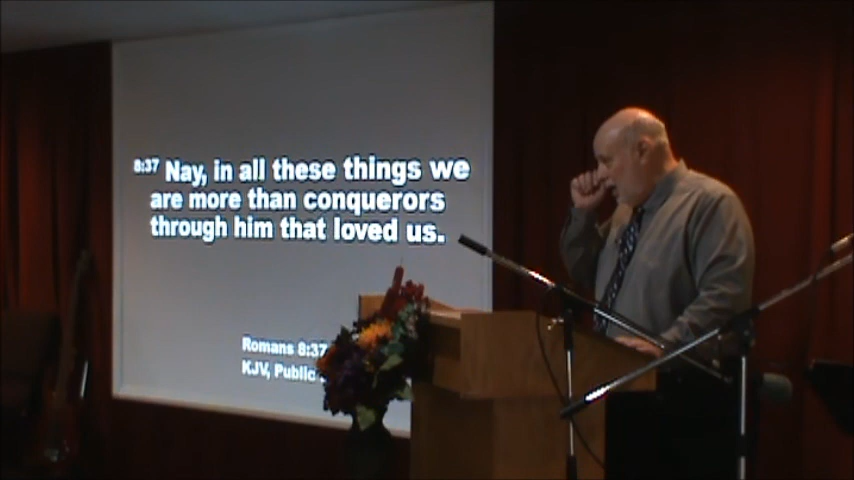 8:37 Nay, in all these things we
are more than conquerors
through him that loved us.
Romans 8:37
KJV, Public